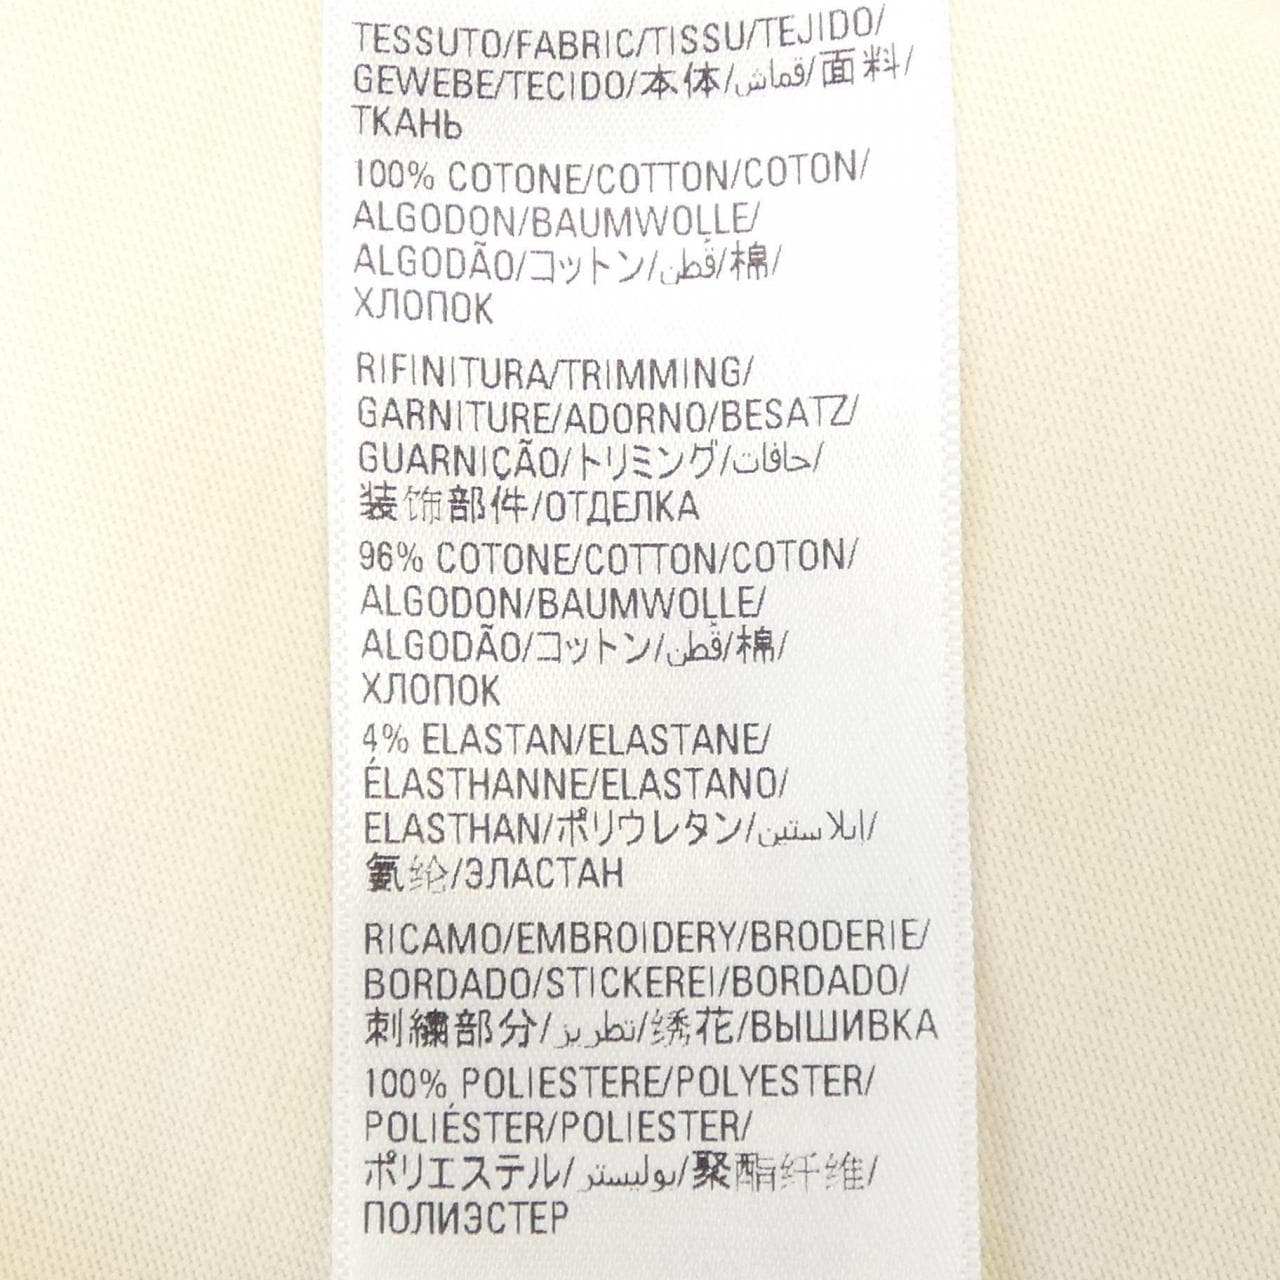 TESSUTO/FABRIC/TISSU/TEJIDO/
GEWEBE/TECIDO/本体/قماش/面料/
ТКАНЬ
100% COTONE/COTTON/COTON/
ALGODON/BAUMWOLLE/
ALGODÃO/コットン/قُطن/棉/
ХЛОПОК
RIFINITURA/TRIMMING/
GARNITURE/ADORNO/BESATZ/
GUARNIÇÃO/トリミング/حافات/
装饰部件/ОТДЕЛКА
96% COTONE/COTTON/COTON/
ALGODON/BAUMWOLLE/
ALGODÃO/コットン/قُطن/棉/
ХЛОПОК
4% ELASTAN/ELASTANE/
ÉLASTHANNE/ELASTANO/
ELASTHAN/ポリウレタン/إيلاستين/
氨纶/ЭЛАСТАН
RICAMO/EMBROIDERY/BRODERIE/
BORDADO/STICKEREI/BORDADO/
刺繍部分/تطريز/绣花/ВЫШИВКА
100% POLIESTERE/POLYESTER/
POLIÉSTER/POLIESTER/
ポリエステル/بوليستر/聚酯纤维/
ПОЛИЭСТЕР